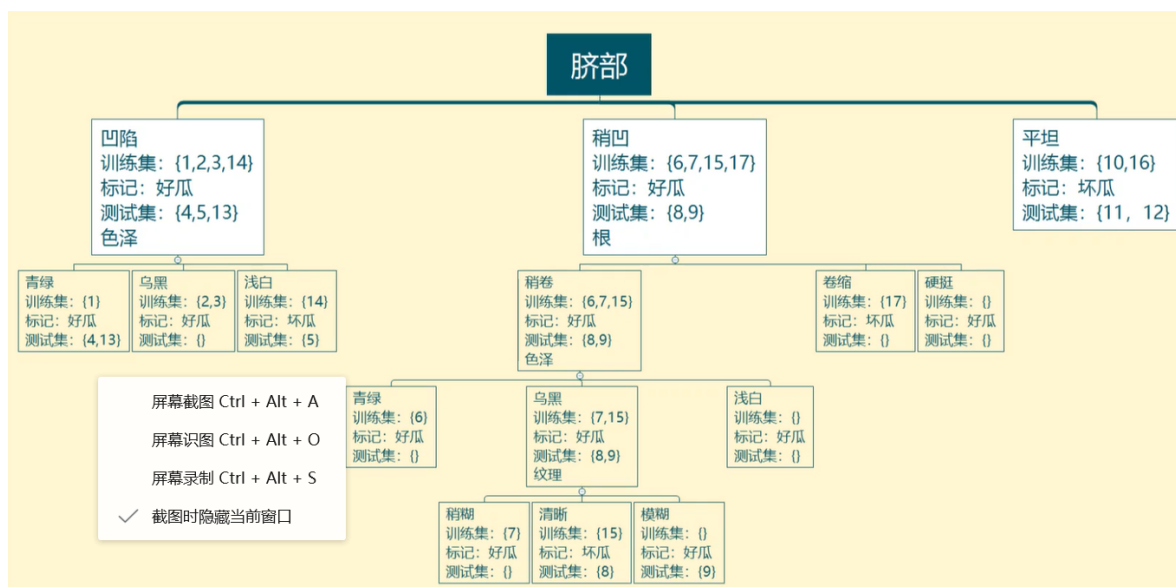 脐部
凹陷
训练集：{1,2,3,14}
标记：好瓜
测试集：{4,5,13}
色泽
稍凹
训练集：{6,7,15,17}
标记：好瓜
测试集：{8,9}
根
平坦
训练集：{10,16}
标记：坏瓜
测试集：{11，12}
青绿
训练集：{1}
标记：好瓜
测试集：{4,13}
乌黑
训练集：{2,3}
标记：好瓜
测试集：{}
浅白
训练集：{14}
标记：坏瓜
测试集：{5}
稍卷
训练集：{6,7,15}
标记：好瓜
测试集：{8,9}
色泽
卷缩
训练集：{17}
标记：坏瓜
测试集：{}
硬挺
训练集：{}
标记：好瓜
测试集：{}
屏幕截图 Ctrl + Alt + A
屏幕识图 Ctrl + Alt + O
屏幕录制 Ctrl + Alt + S
截图时隐藏当前窗口
青绿
训练集：{6}
标记：好瓜
测试集：{}
乌黑
训练集：{7,15}
标记：好瓜
测试集：{8,9}
纹理
浅白
训练集：{}
标记：好瓜
测试集：{}
稍糊
训练集：{7}
标记：好瓜
测试集：{}
清晰
训练集：{15}
标记：坏瓜
测试集：{8}
模糊
训练集：{}
标记：好瓜
测试集：{9}